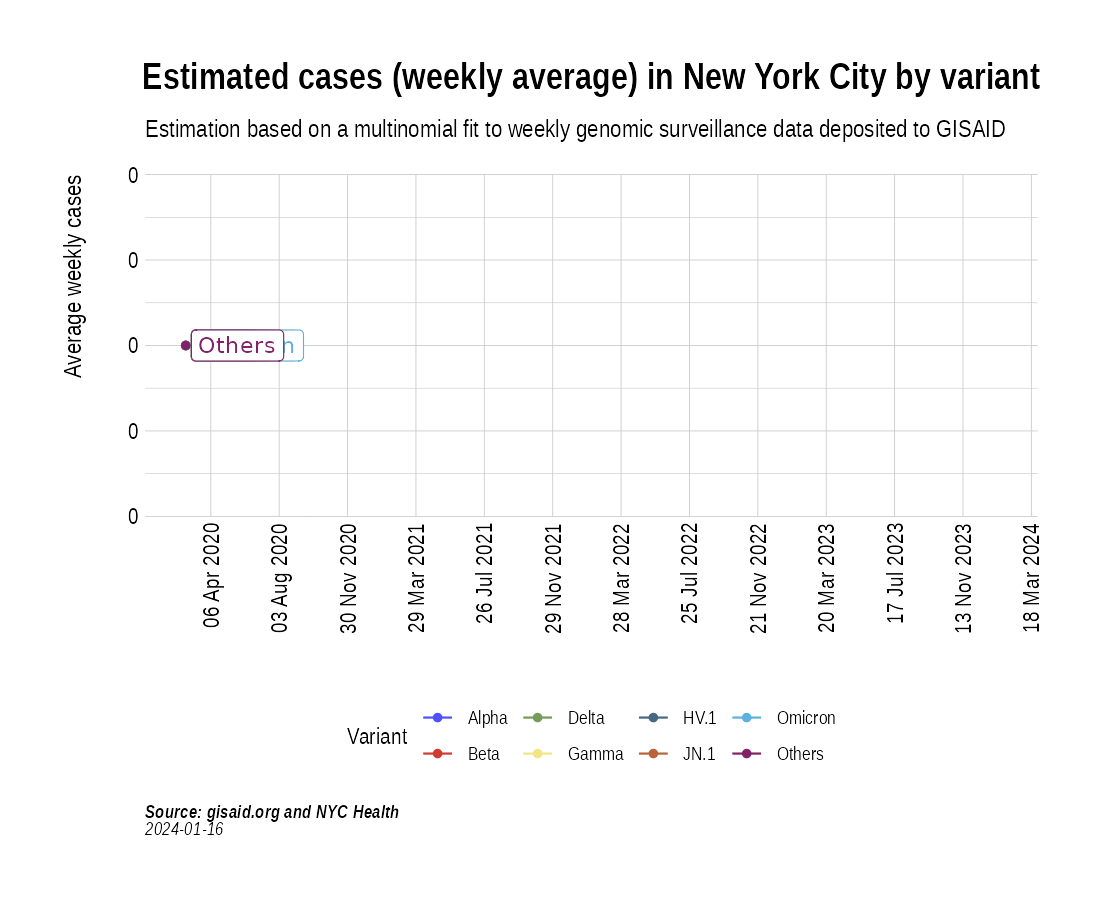 Estimated cases (weekly average) in New York City by variant
Estimation based on a multinomial fit to weekly genomic surveillance data deposited to GISAID
Average weekly cases
0
0
0
0
0
Others
n
06 Apr 2020
03 Aug 2020
30 Nov 2020
29 Mar 2021
26 Jul 2021
29 Nov 2021
28 Mar 2022
25 Jul 2022
21 Nov 2022
20 Mar 2023
17 Jul 2023
13 Nov 2023
18 Mar 2024
Variant
Alpha Delta HV.1 Omicron
Beta Gamma JN.1 Others
Source: gisaid.org and NYC Health
2024-01-16